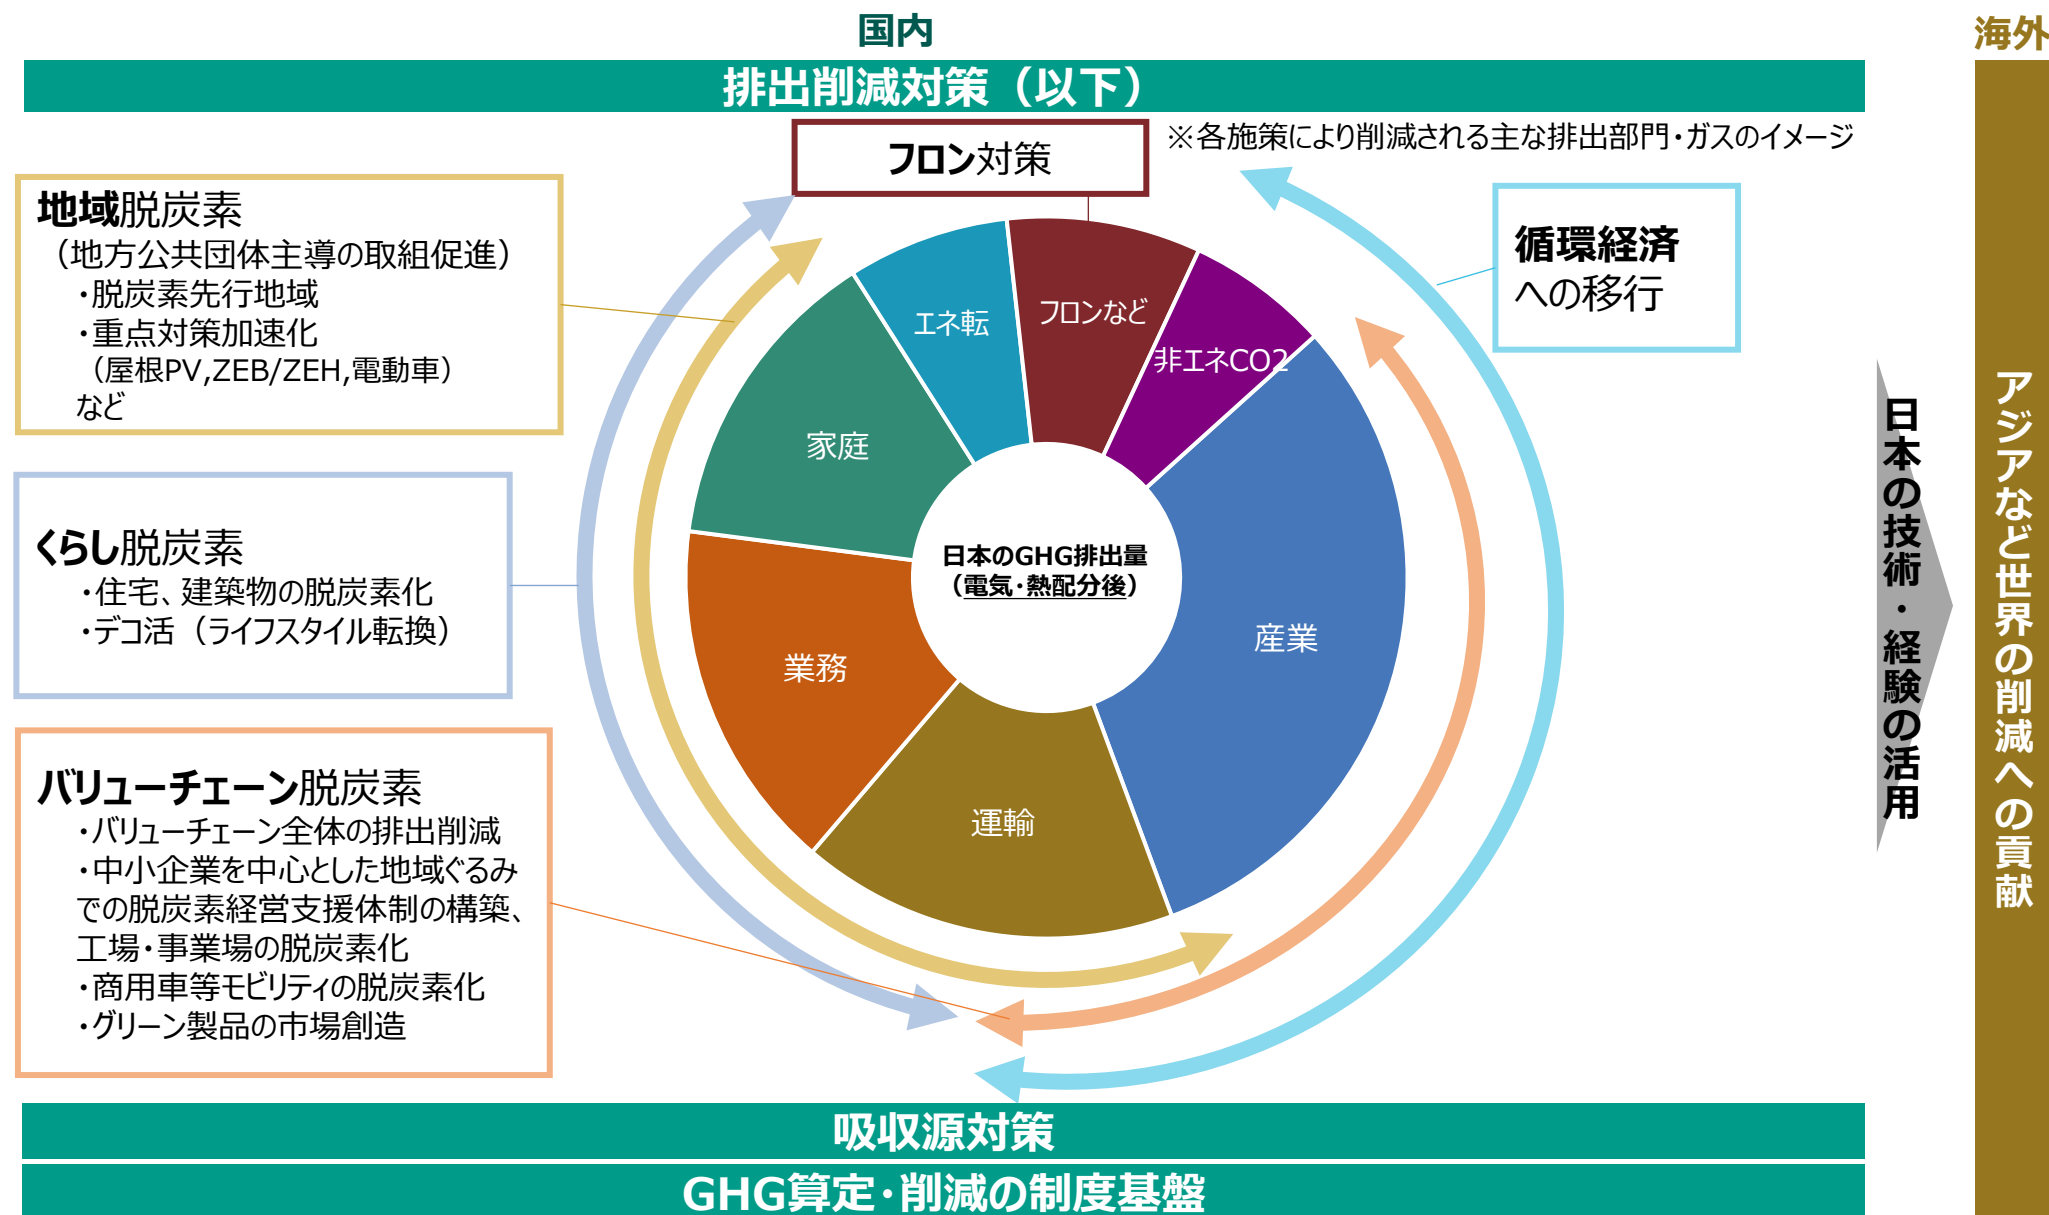 国内
海外
排出削減対策（以下）
フロン対策
※各施策により削減される主な排出部門・ガスのイメージ
地域脱炭素
（地方公共団体主導の取組促進）
・脱炭素先行地域
・重点対策加速化
（屋根PV,ZEB/ZEH,電動車）
など
くらし脱炭素
・住宅、建築物の脱炭素化
・デコ活（ライフスタイル転換）
バリューチェーン脱炭素
・バリューチェーン全体の排出削減
・中小企業を中心とした地域ぐるみ
での脱炭素経営支援体制の構築、
工場・事業場の脱炭素化
・商用車等モビリティの脱炭素化
・グリーン製品の市場創造
エネ転
フロンなど
非エネCO2
家庭
業務
運輸
産業
日本のGHG排出量
（電気・熱配分後）
循環経済
への移行
日本の技術・経験の活用
アジアなど世界の削減への貢献
吸収源対策
GHG算定・削減の制度基盤